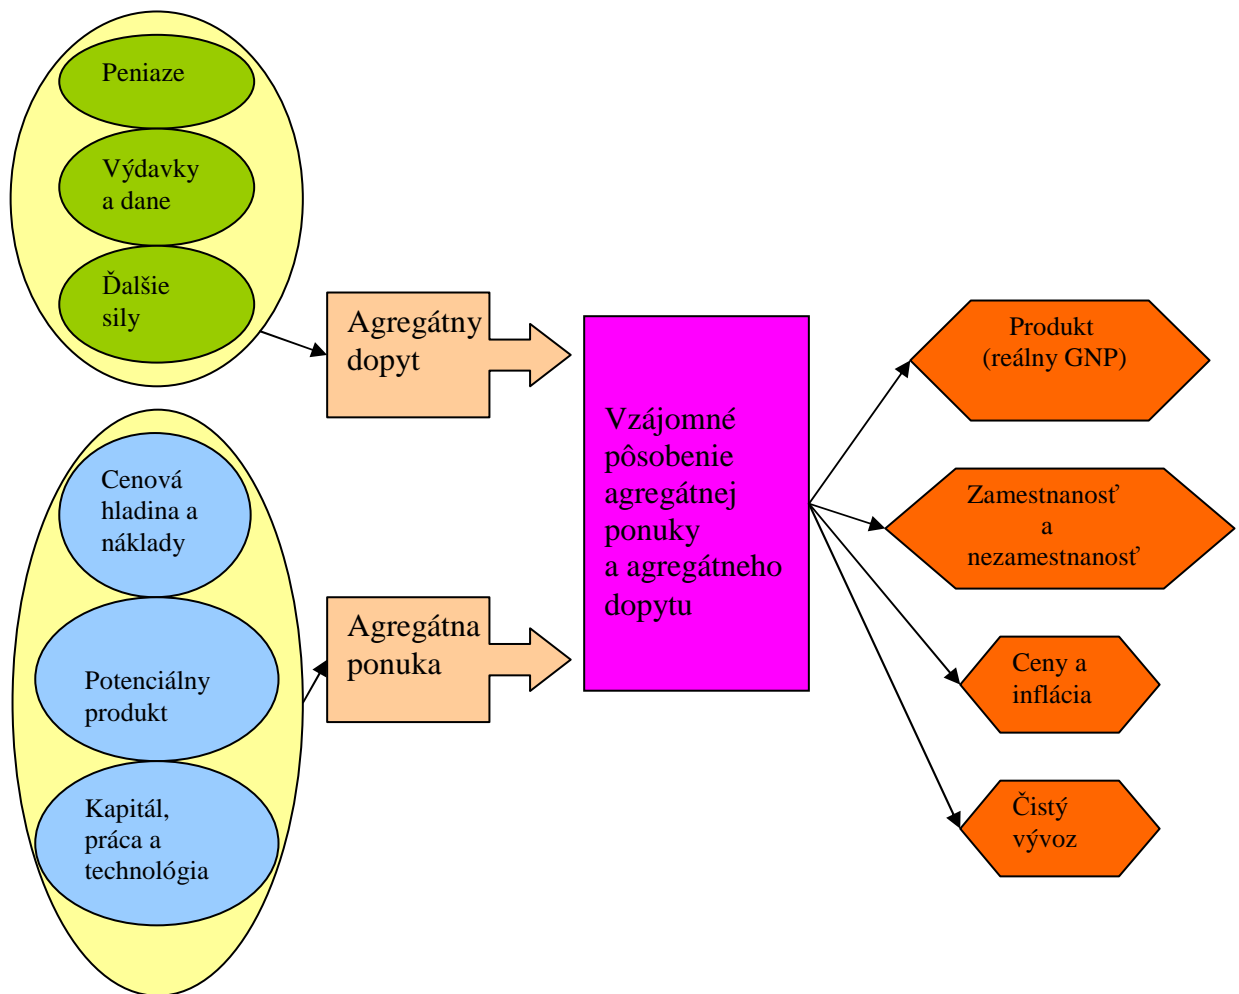 Peniaze
Výdavky
a dane
Ďalšie
sily
Agregátny
dopyt
Cenová
hladina a
náklady
Potenciálny
produkt
Kapitál,
práca a
technológia
Agregátna
ponuka
Vzájomné
pôsobenie
agregátnej
ponuky
a agregátneho
dopytu
Produkt
(reálny GNP)
Zamestnanosť
a
nezamestnanosť
Ceny a
inflácia
Čistý
vývoz